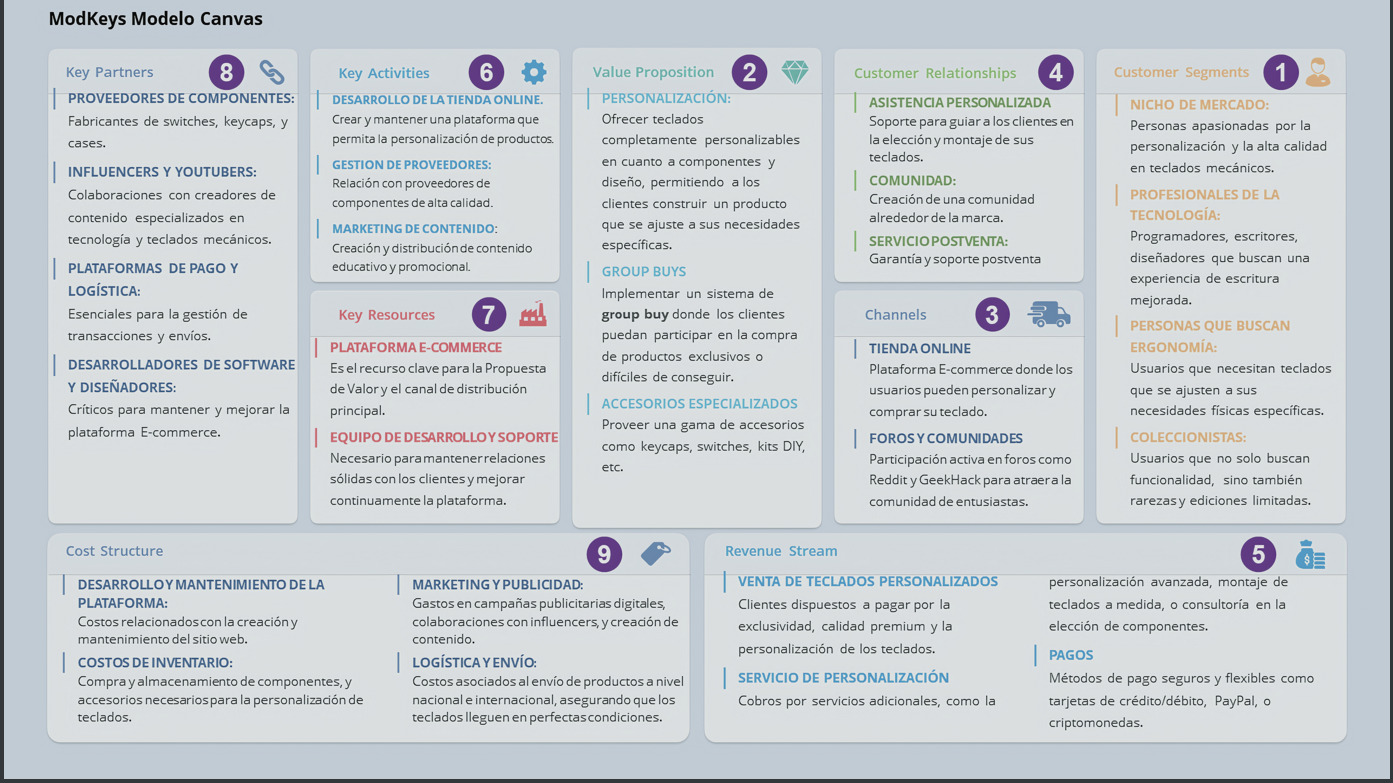 ModKeys Modelo Canvas
Key Partners
8
PROVEEDORES DE COMPONENTES:
Fabricantes de switches, keycaps, y
cases.
INFLUENCERS Y YOUTUBERS:
Colaboraciones con creadores de
contenido especializados en
tecnología y teclados mecánicos.
PLATAFORMAS DE PAGO Y
LOGÍSTICA:
Esenciales para la gestión de
transacciones y envíos.
DESARROLLADORES DE SOFTWARE
Y DISEÑADORES:
Críticos para mantener y mejorar la
plataforma E-commerce.
Key Activities
6
DESARROLLO DE LA TIENDA ONLINE.
Crear y mantener una plataforma que
permita la personalización de productos.
GESTION DE PROVEEDORES:
Relación con proveedores de
componentes de alta calidad.
MARKETING DE CONTENIDO:
Creación y distribución de contenido
educativo y promocional.
Key Resources
7
PLATAFORMA E-COMMERCE
Es el recurso clave para la Propuesta
de Valor y el canal de distribución
principal.
EQUIPO DE DESARROLLO Y SOPORTE
Necesario para mantener relaciones
sólidas con los clientes y mejorar
continuamente la plataforma.
Value Proposition
2
PERSONALIZACIÓN:
Ofrecer teclados
completamente personalizables
en cuanto a componentes y
diseño, permitiendo a los
clientes construir un producto
que se ajuste a sus necesidades
específicas.
GROUP BUYS
Implementar un sistema de
group buy donde los clientes
puedan participar en la compra
de productos exclusivos o
difíciles de conseguir.
ACCESORIOS ESPECIALIZADOS
Proveer una gama de accesorios
como keycaps, switches, kits DIY,
etc.
Customer Relationships
4
ASISTENCIA PERSONALIZADA
Soporte para guiar a los clientes en
la elección y montaje de sus
teclados.
COMUNIDAD:
Creación de una comunidad
alrededor de la marca.
SERVICIO POSTVENTA:
Garantía y soporte postventa
Channels
3
TIENDA ONLINE
Plataforma E-commerce donde los
usuarios pueden personalizar y
comprar su teclado.
FOROS Y COMUNIDADES
Participación activa en foros como
Reddit y GeekHack para atraer a la
comunidad de entusiastas.
Customer Segments
1
NICHO DE MERCADO:
Personas apasionadas por la
personalización y la alta calidad
en teclados mecánicos.
PROFESIONALES DE LA
TECNOLOGÍA:
Programadores, escritores,
diseñadores que buscan una
experiencia de escritura
mejorada.
PERSONAS QUE BUSCAN
ERGONOMÍA:
Usuarios que necesitan teclados
que se ajusten a sus
necesidades físicas específicas.
COLECCIONISTAS:
Usuarios que no solo buscan
funcionalidad, sino también
rarezas y ediciones limitadas.
Cost Structure
9
DESARROLLO Y MANTENIMIENTO DE LA
PLATAFORMA:
Costos relacionados con la creación y
mantenimiento del sitio web.
COSTOS DE INVENTARIO:
Compra y almacenamiento de componentes, y
accesorios necesarios para la personalización de
teclados.
MARKETING Y PUBLICIDAD:
Gastos en campañas publicitarias digitales,
colaboraciones con influencers, y creación de
contenido.
LOGÍSTICA Y ENVÍO:
Costos asociados al envío de productos a nivel
nacional e internacional, asegurando que los
teclados lleguen en perfectas condiciones.
Revenue Stream
5
VENTA DE TECLADOS PERSONALIZADOS
Clientes dispuestos a pagar por la
exclusividad, calidad premium y la
personalización de los teclados.
SERVICIO DE PERSONALIZACIÓN
Cobros por servicios adicionales, como la
personalización avanzada, montaje de
teclados a medida, o consultoría en la
elección de componentes.
PAGOS
Métodos de pago seguros y flexibles como
tarjetas de crédito/débito, PayPal, o
criptomonedas.